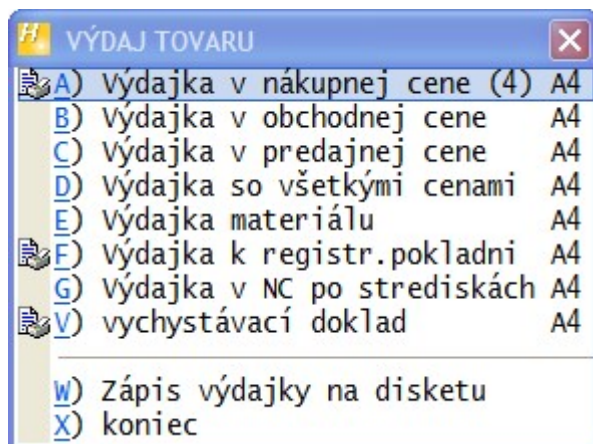 VÝDAJ TOVARU
A) Výdajka v nákupnej cene (4) A4
B) Výdajka v obchodnej cene A4
C) Výdajka v predajnej cene A4
D) Výdajka so všetkými cenami A4
E) Výdajka materiálu A4
F) Výdajka k registr.pokladni A4
G) Výdajka v NC po strediskách A4
V) vychystávací doklad A4
W) Zápis výdajky na disketu
X) koniec